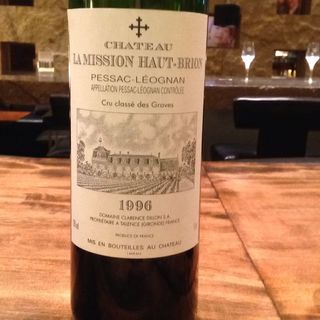 CHATEAU
LA MISSION HAUT-BRION
PESSAC-LÉOGNAN
APPELLATION PESSAC-LÉOGNAN CONTRÔLÉE
Cru classé des Graves
1996
DOMAINE CLARENCE DILLON S.A.
PROPRIÉTAIRE A TALENCE (GIRONDE) FRANCE
PRODUCE OF FRANCE
MIS EN BOUTEILLES AU CHATEAU